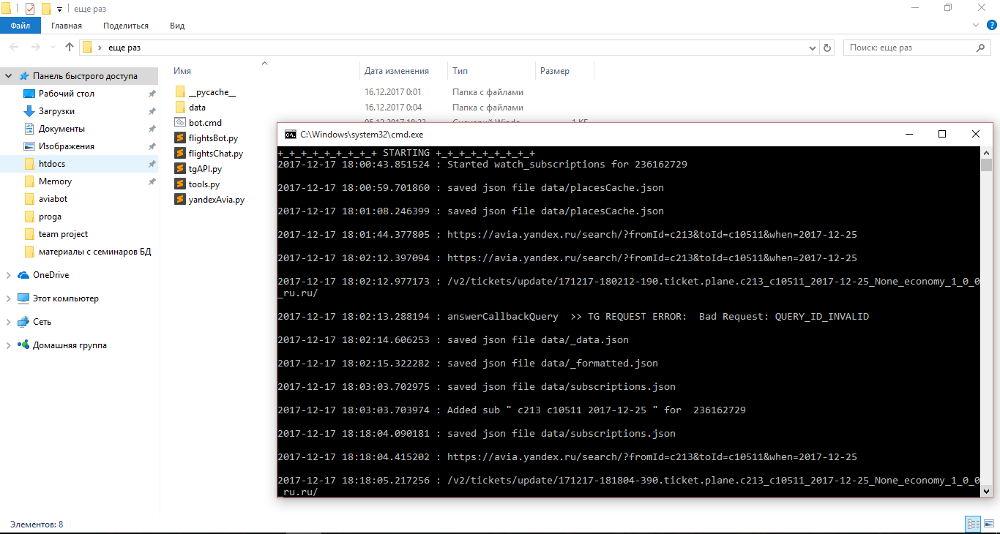 еще раз
Файл Главная Поделиться Вид
еще раз
Поиск: еще раз
Панель быстрого доступа
Рабочий стол
Загрузки
Документы
Изображения
htdocs
Memory
aviabot
proga
team project
материалы с семинаров БД
OneDrive
Этот компьютер
Сеть
Домашняя группа
Имя Дата изменения Тип Размер
__pycache__ 16.12.2017 0:01 Папка с файлами
data 16.12.2017 0:04 Папка с файлами
bot.cmd
flightsBot.py
flightsChat.py
tgAPI.py
tools.py
yandexAvia.py
C:\Windows\system32\cmd.exe
+_+_+_+_+_+_+_+_+ STARTING +_+_+_+_+_+_+_+_+
2017-12-17 18:00:43.851524 : Started watch_subscriptions for 236162729
2017-12-17 18:00:59.701860 : saved json file data/placesCache.json
2017-12-17 18:01:08.246399 : saved json file data/placesCache.json
2017-12-17 18:01:44.377805 : https://avia.yandex.ru/search/?fromId=c213&toId=c10511&when=2017-12-25
2017-12-17 18:02:12.397094 : https://avia.yandex.ru/search/?fromId=c213&toId=c10511&when=2017-12-25
2017-12-17 18:02:12.977173 : /v2/tickets/update/171217-180212-190.ticket.plane.c213_c10511_2017-12-25_None_economy_1_0_0
_ru.ru/
2017-12-17 18:02:13.288194 : answerCallbackQuery  >> TG REQUEST ERROR:  Bad Request: QUERY_ID_INVALID
2017-12-17 18:02:14.606253 : saved json file data/_data.json
2017-12-17 18:02:15.322282 : saved json file data/_formatted.json
2017-12-17 18:03:03.702975 : saved json file data/subscriptions.json
2017-12-17 18:03:03.703974 : Added sub " c213 c10511 2017-12-25 " for  236162729
2017-12-17 18:18:04.090181 : saved json file data/subscriptions.json
2017-12-17 18:18:04.415202 : https://avia.yandex.ru/search/?fromId=c213&toId=c10511&when=2017-12-25
2017-12-17 18:18:05.217256 : /v2/tickets/update/171217-181804-390.ticket.plane.c213_c10511_2017-12-25_None_economy_1_0_0
_ru.ru/
Элементов: 8